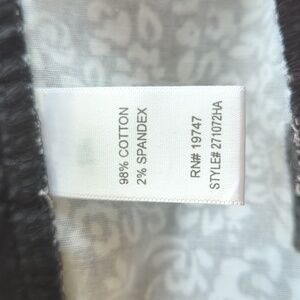 98% COTTON
2% SPANDEX
RN# 19747
STYLE# 271072HA